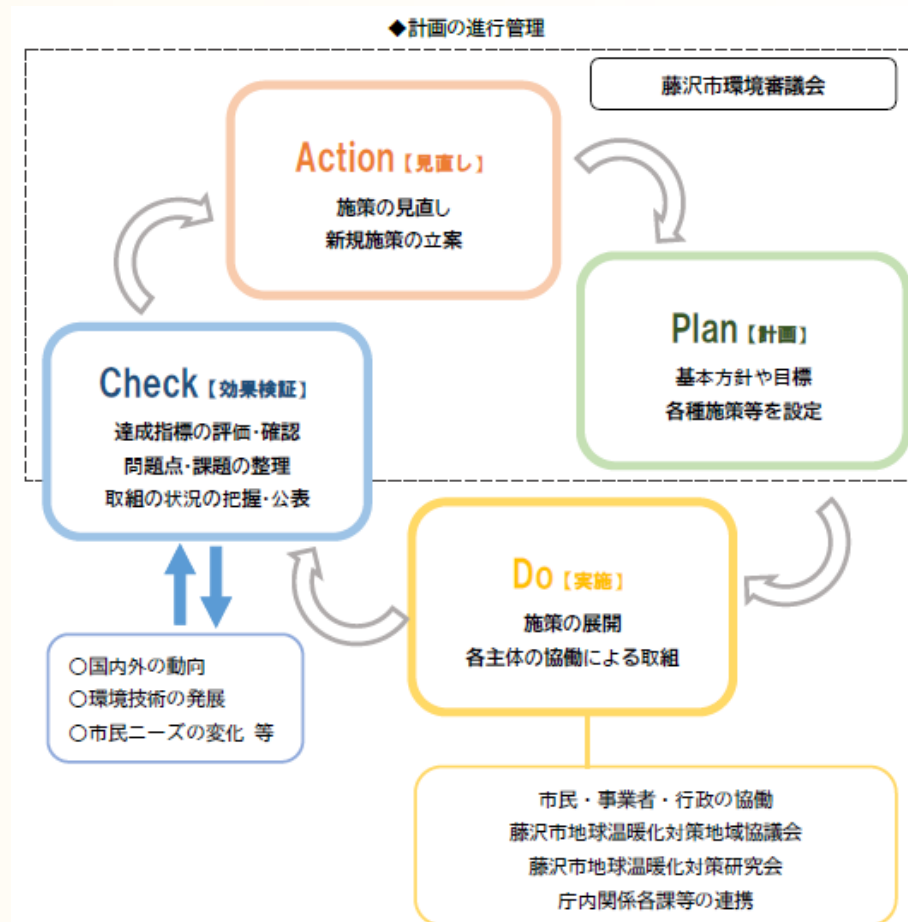 ◆計画の進行管理
藤沢市環境審議会
Action【見直し】
施策の見直し
新規施策の立案
Plan【計画】
基本方針や目標
各種施策等を設定
Check【効果検証】
達成指標の評価・確認
問題点・課題の整理
取組の状況の把握・公表
Do【実施】
施策の展開
各主体の協働による取組
○国内外の動向
○環境技術の発展
○市民ニーズの変化 等
市民・事業者・行政の協働
藤沢市地球温暖化対策地域協議会
藤沢市地球温暖化対策研究会
庁内関係各課等の連携